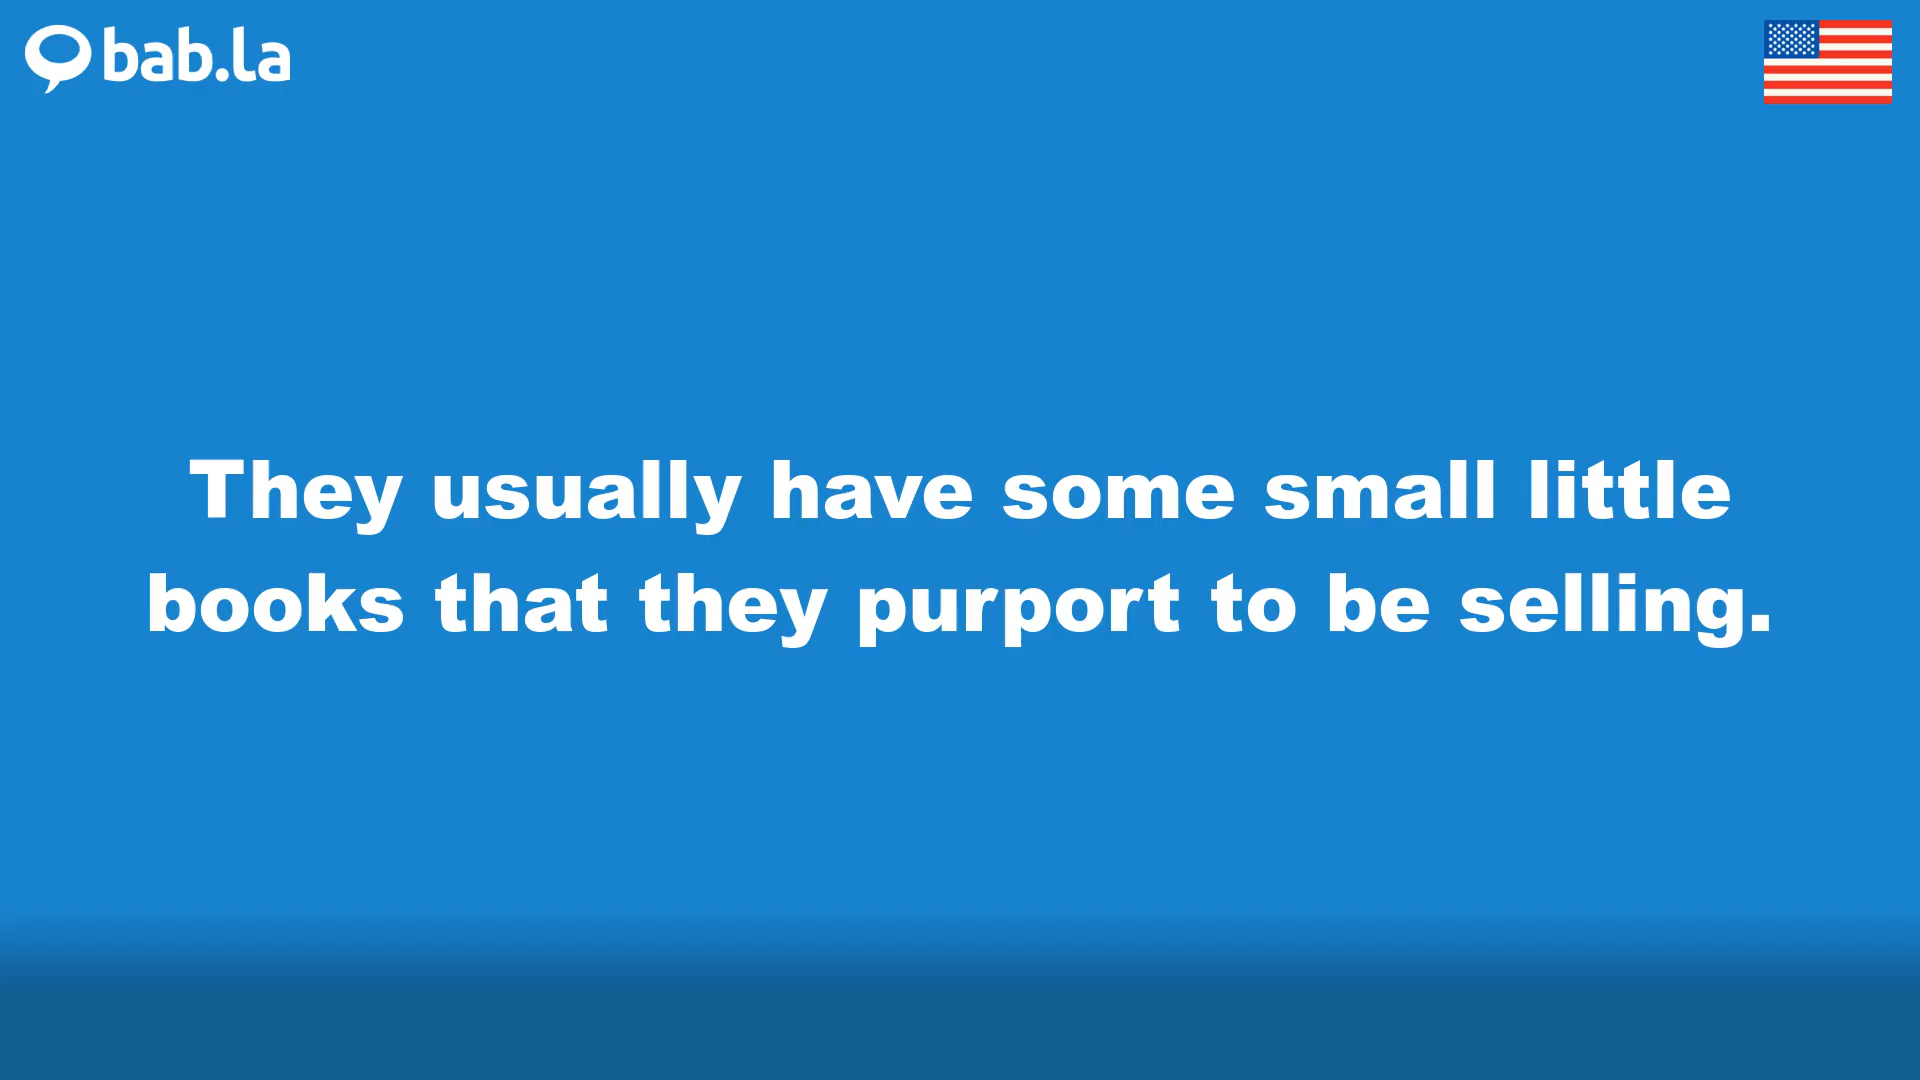 bab.la
They usually have some small little
books that they purport to be selling.